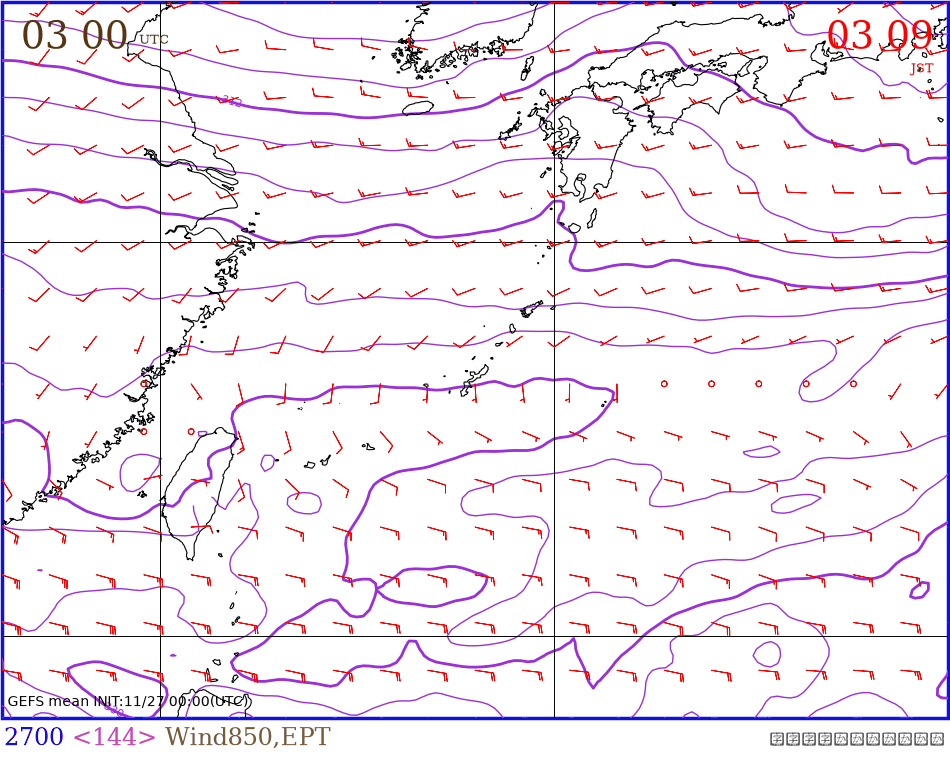 03 00 UTC
03 09
JST
GEFS mean INIT:11/27 00:00(UTC)
2700 <144> Wind850,EPT